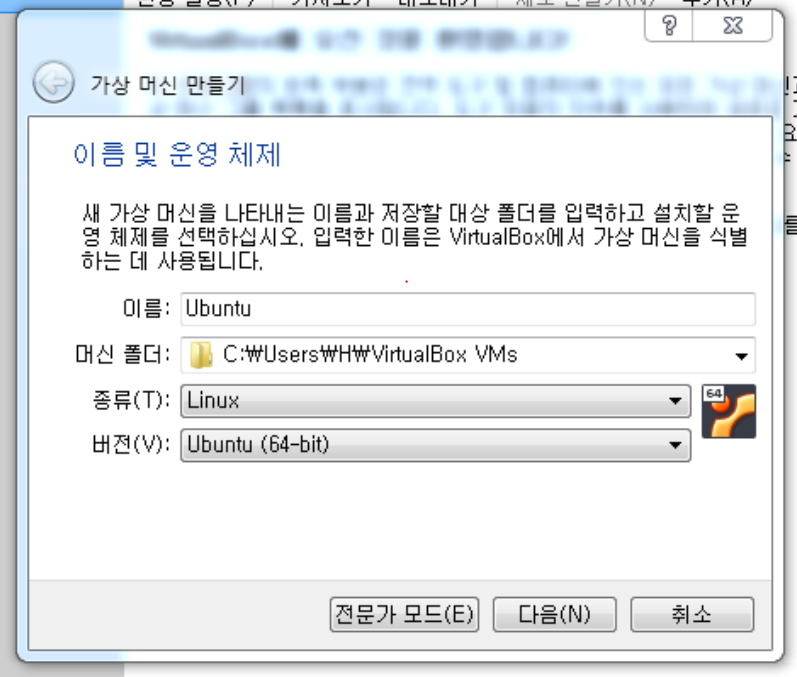 가상 머신 만들기
이름 및 운영 체제
새 가상 머신을 나타내는 이름과 저장할 대상 폴더를 입력하고 설치할 운
영 체제를 선택하십시오. 입력한 이름은 VirtualBox에서 가상 머신을 식별
하는 데 사용됩니다.
이름: Ubuntu
머신 폴더: C:₩Users₩H₩VirtualBox VMs
종류(T): Linux
64
버전(V): Ubuntu (64-bit)
전문가 모드(E) 다음(N) 취소